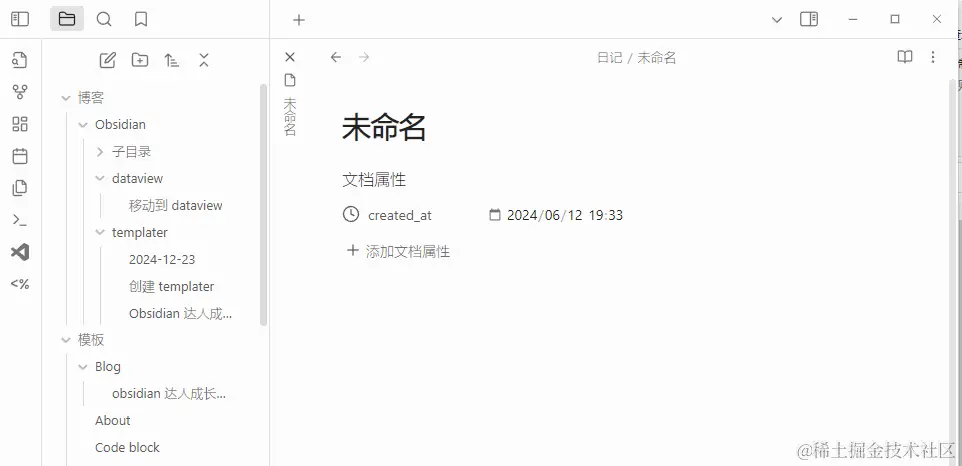 日记 / 未命名
博客
Obsidian
子目录
dataview
移动到 dataview
templater
2024-12-23
创建 templater
Obsidian 达人成...
模板
Blog
obsidian 达人成长...
About
Code block
<%
未命名
未命名
文档属性
created_at 2024/06/12 19:33
添加文档属性
@稀土掘金技术社区